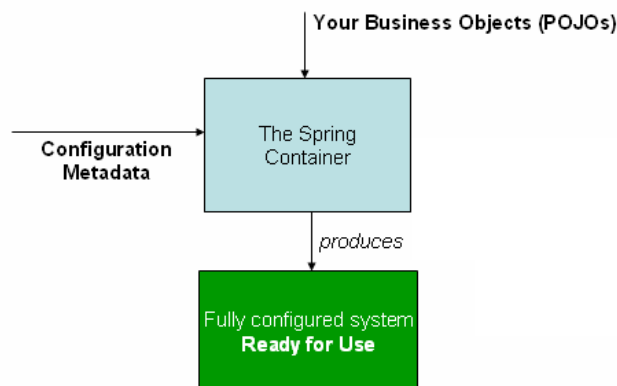 Your Business Objects (POJOs)
The Spring
Container
Configuration
Metadata
produces
Fully configured system
Ready for Use